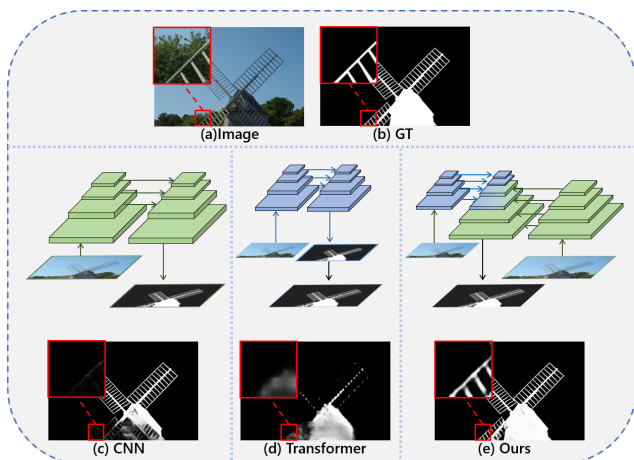 (a)Image
(b) GT
(c) CNN
(d) Transformer
(e) Ours